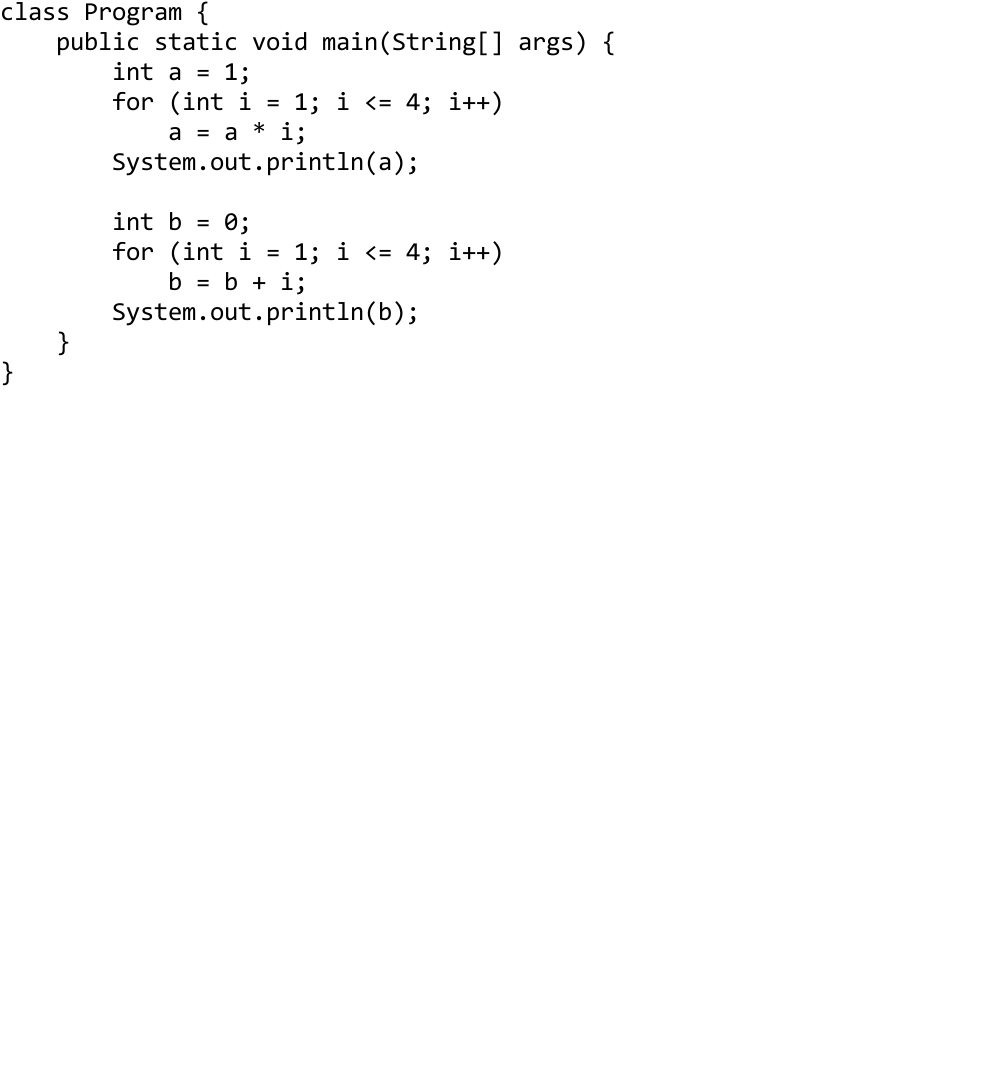 class Program {
    public static void main(String[] args) {
        int a = 1;
        for (int i = 1; i <= 4; i++)
            a = a * i;
        System.out.println(a);

        int b = 0;
        for (int i = 1; i <= 4; i++)
            b = b + i;
        System.out.println(b);
    }
}